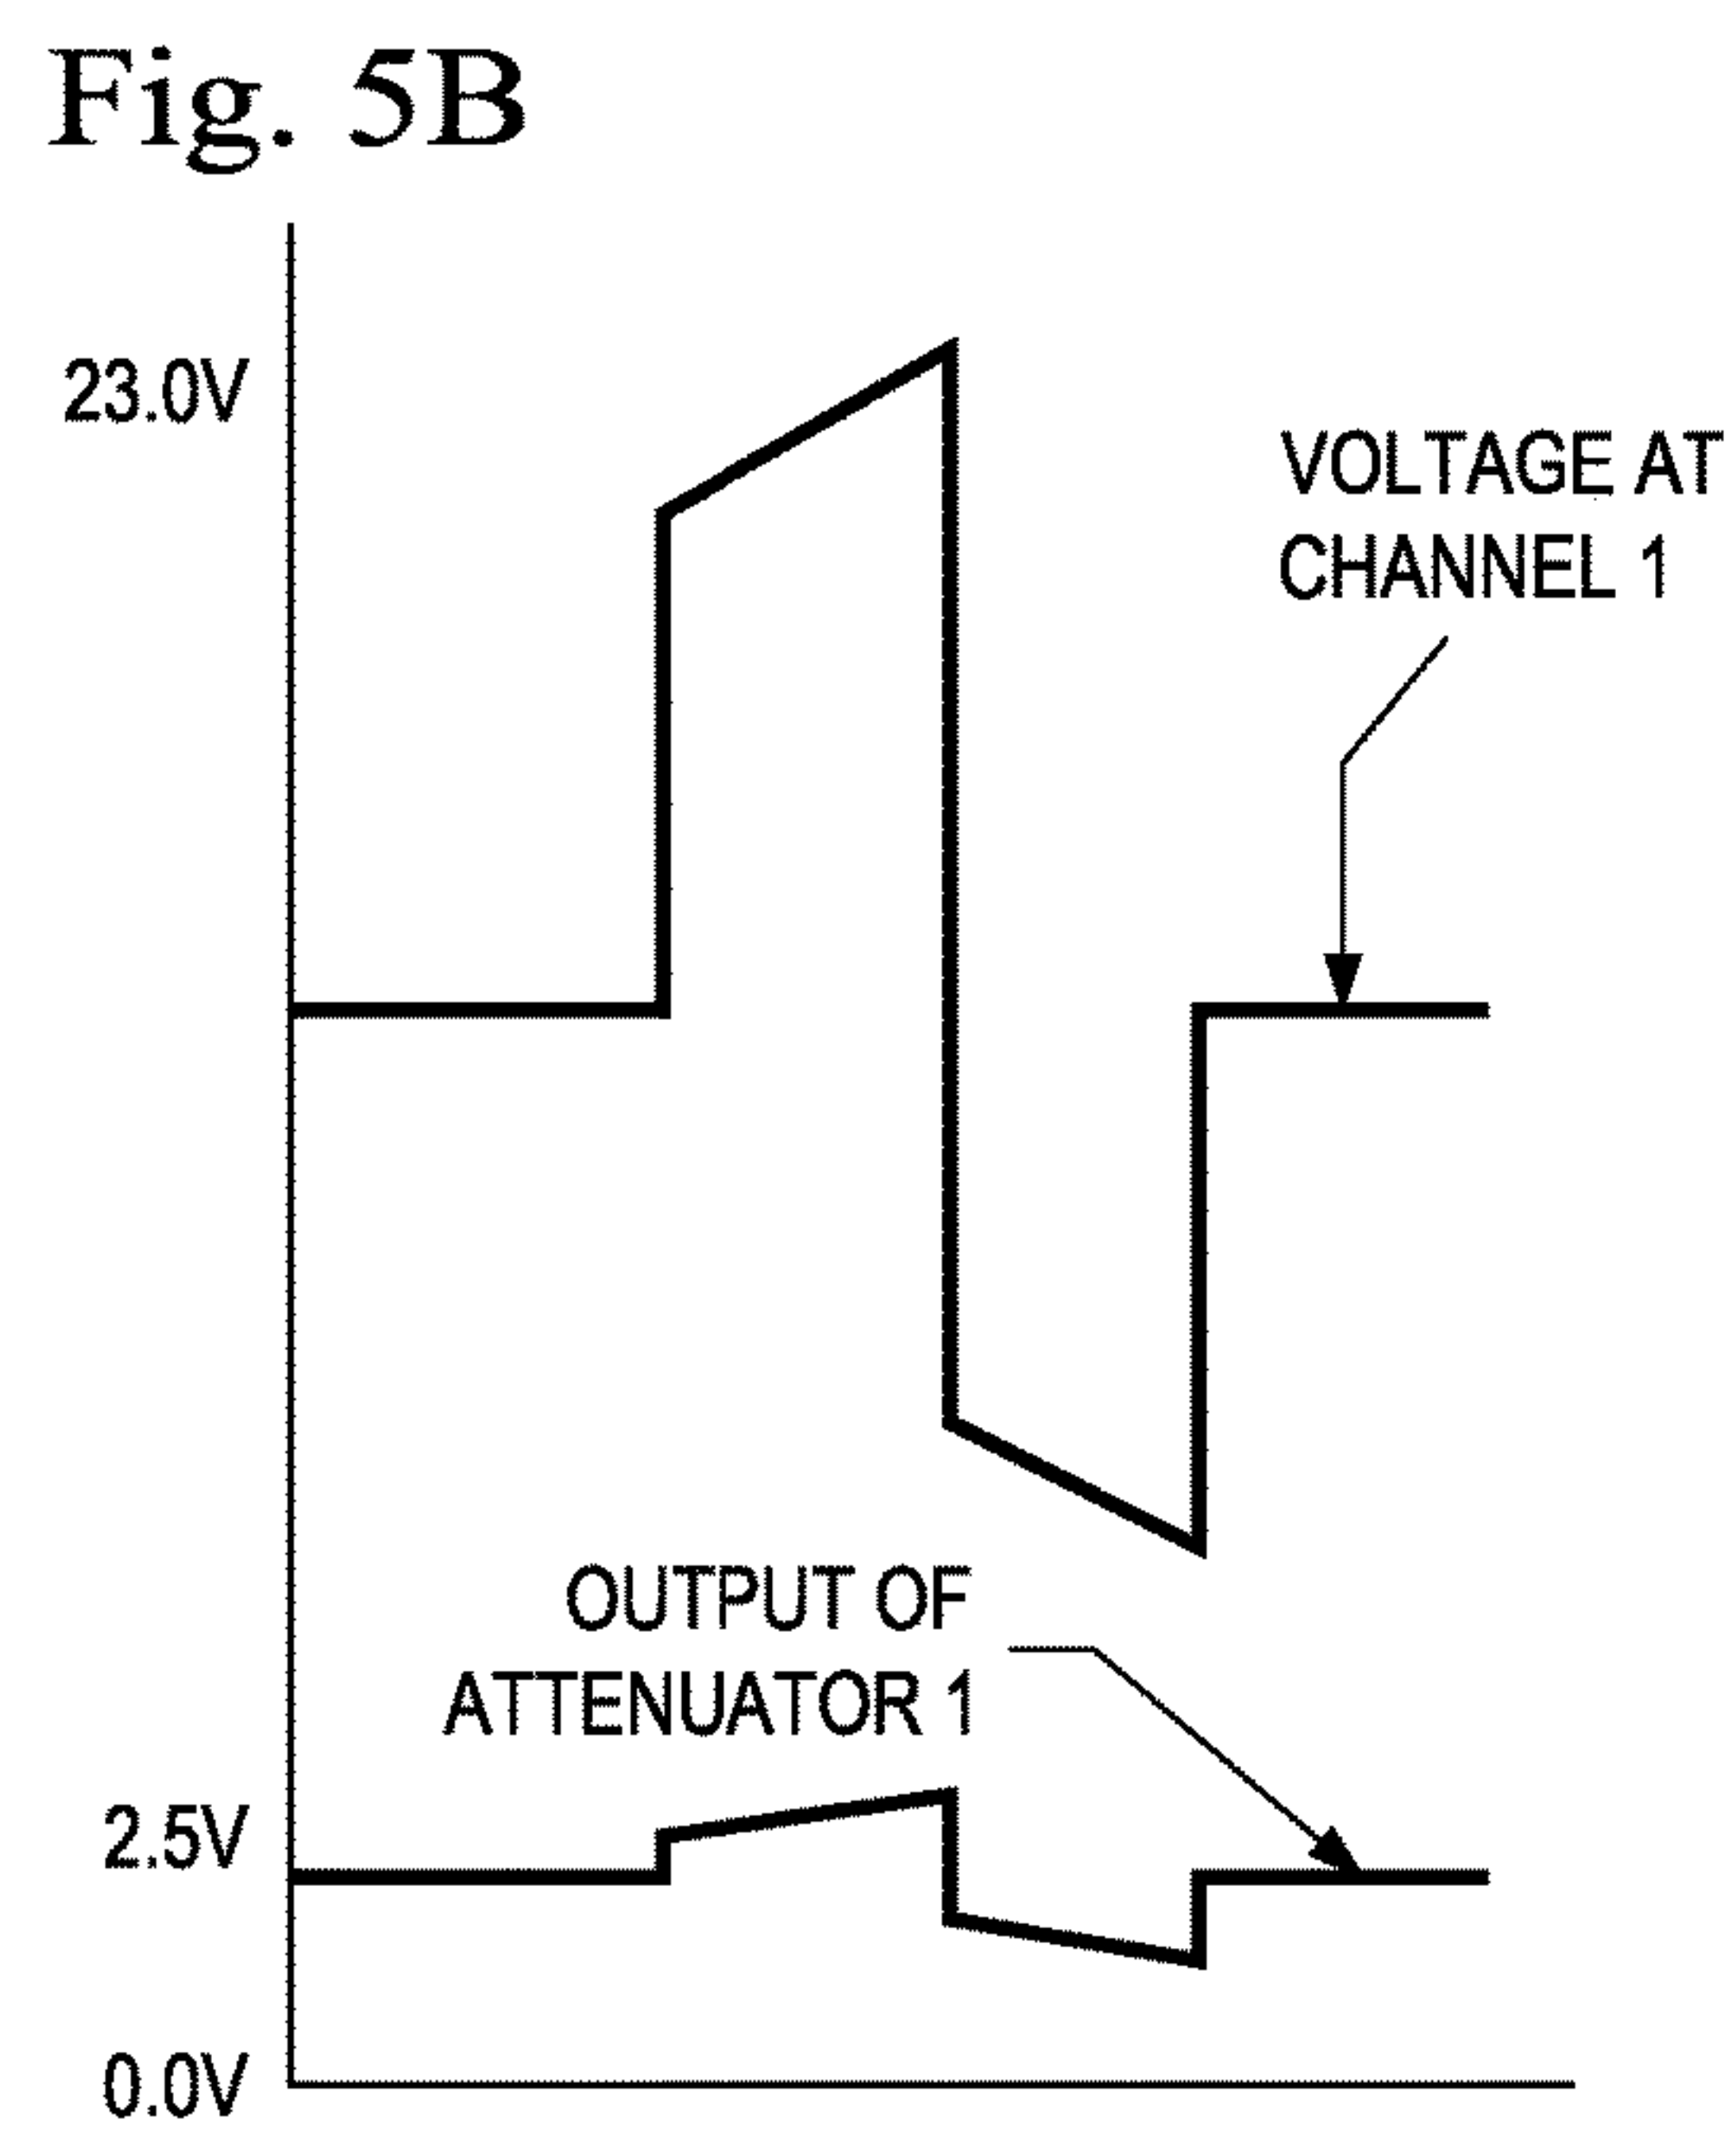 Fig. 5B
23.0V
VOLTAGE AT
CHANNEL 1
OUTPUT OF
ATTENUATOR 1
2.5V
0.0V